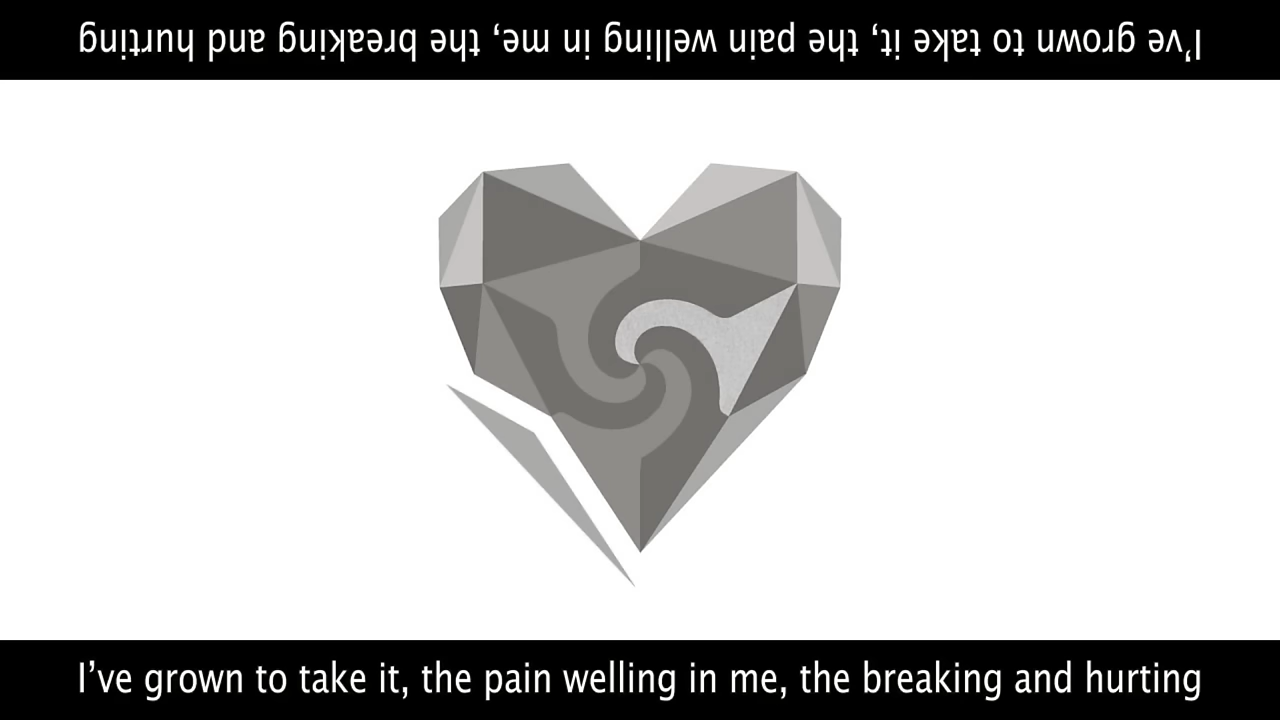 I've grown to take it, the pain welling in me, the breaking and hurting
I've grown to take it, the pain welling in me, the breaking and hurting